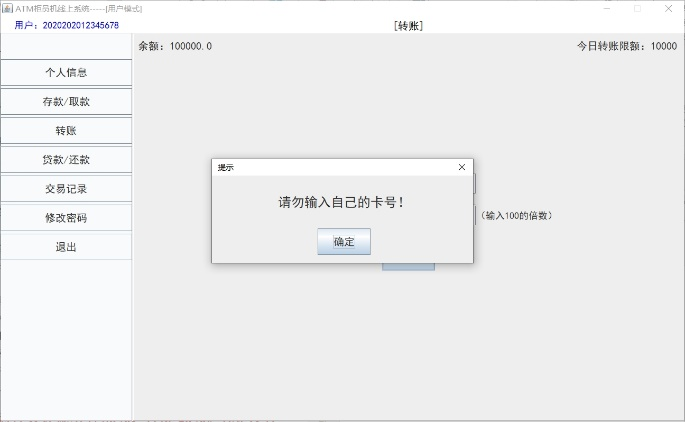 ATM柜员机线上系统-----[用户模式]
用户：2020202012345678
[转账]
余额：100000.0
今日转账限额：10000
个人信息
存款/取款
转账
贷款/还款
交易记录
修改密码
退出
提示
请勿输入自己的卡号！
确定
（输入100的倍数）